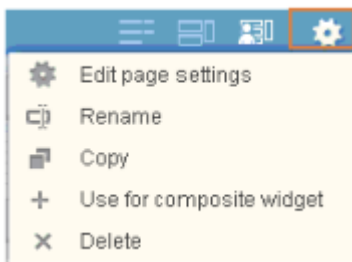 Edit page settings
Rename
Copy
Use for composite widget
Delete